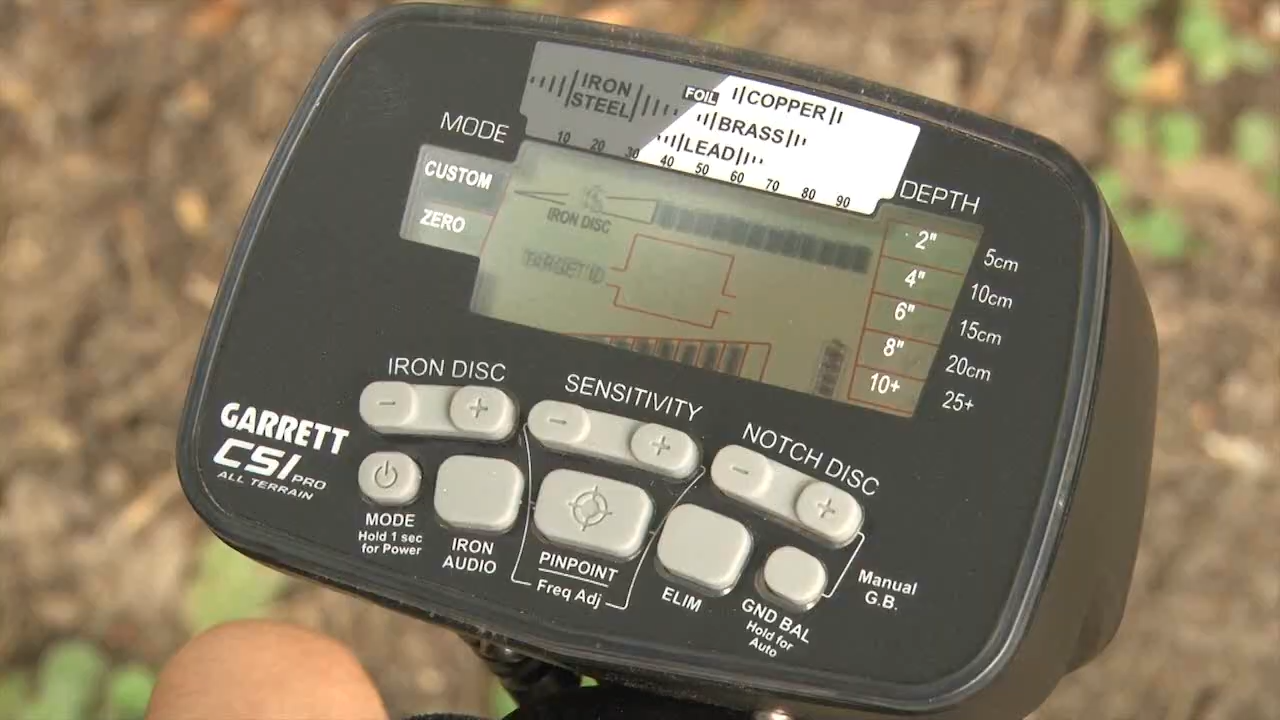 IRON
STEEL
FOIL
COPPER
BRASS
LEAD
10 20 30 40 50 60 70 80 90
MODE
CUSTOM
ZERO
IRON DISC
TARGET ID
DEPTH
2" 5cm
4" 10cm
6" 15cm
8" 20cm
10+ 25+
IRON DISC
- +
SENSITIVITY
- +
NOTCH DISC
- +
GARRETT
CSI PRO
ALL TERRAIN
MODE
Hold 1 sec
for Power
IRON
AUDIO
PINPOINT
Freq Adj
ELIM
GND BAL
Hold for
Auto
Manual
G.B.